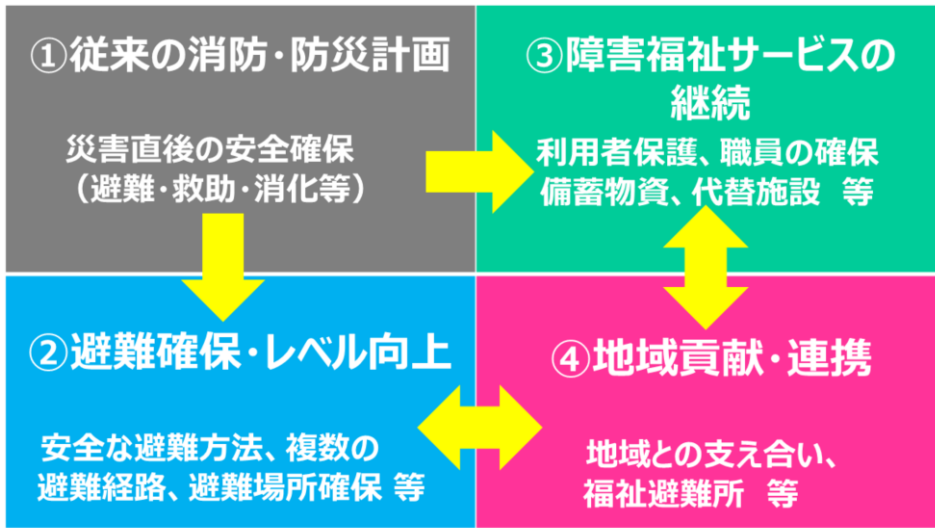 ①従来の消防・防災計画
災害直後の安全確保
（避難・救助・消化等）
③障害福祉サービスの
継続
利用者保護、職員の確保
備蓄物資、代替施設 等
②避難確保・レベル向上
安全な避難方法、複数の
避難経路、避難場所確保 等
④地域貢献・連携
地域との支え合い、
福祉避難所 等